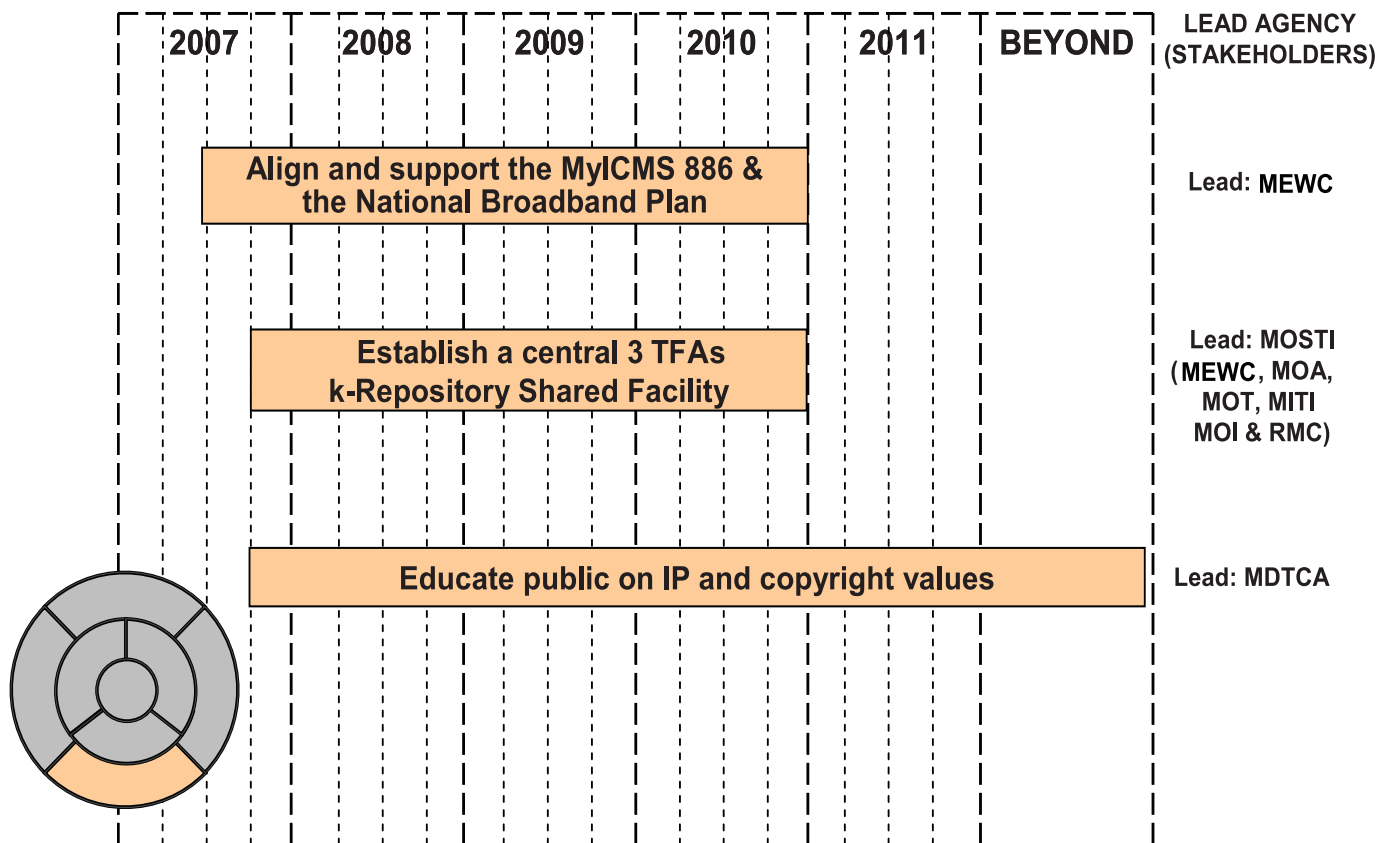 2007 2008 2009 2010 2011 BEYOND
LEAD AGENCY
(STAKEHOLDERS)
Align and support the MyICMS 886 &
the National Broadband Plan
Lead: MEWC
Establish a central 3 TFAs
k-Repository Shared Facility
Lead: MOSTI
(MEWC, MOA,
MOT, MITI
MOI & RMC)
Educate public on IP and copyright values
Lead: MDTCA